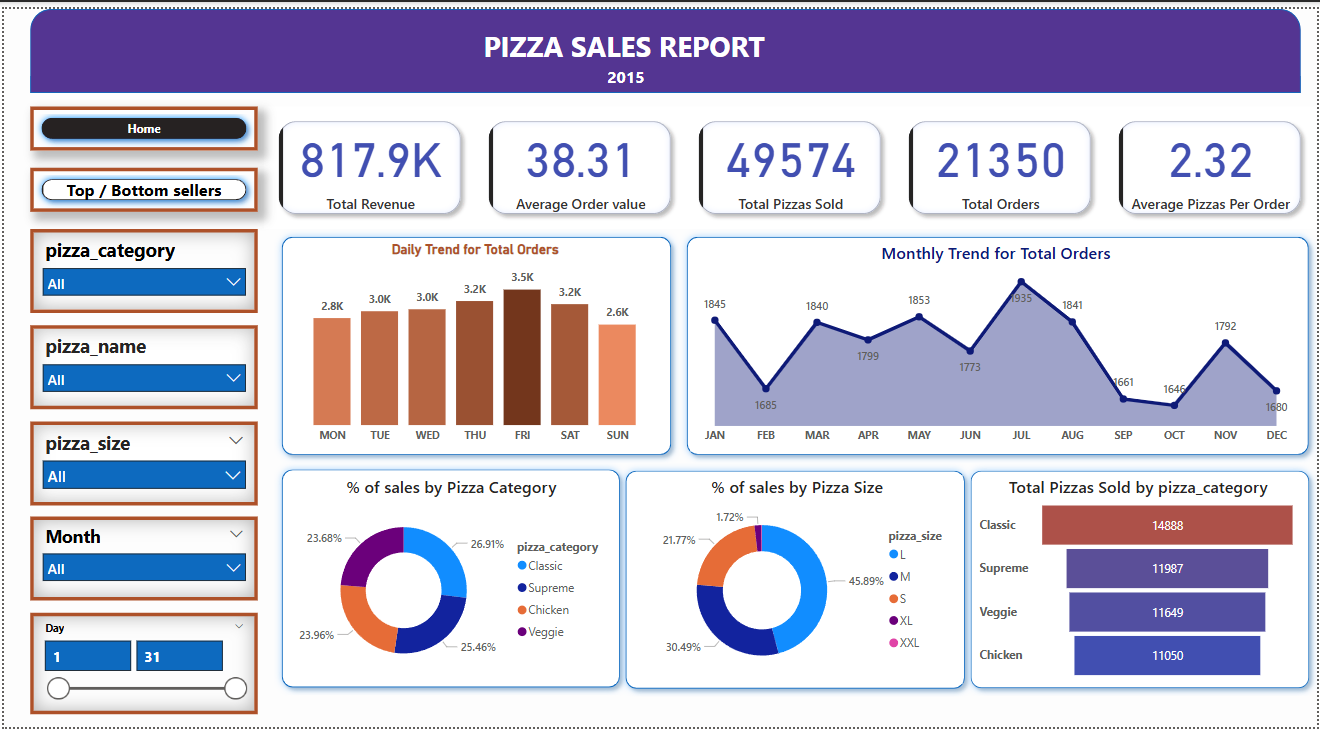 PIZZA SALES REPORT
2015
Home
Top / Bottom sellers
pizza_category
All
pizza_name
All
pizza_size
All
Month
All
Day
1 31
817.9K
Total Revenue
38.31
Average Order value
49574
Total Pizzas Sold
21350
Total Orders
2.32
Average Pizzas Per Order
Daily Trend for Total Orders
2.8K 3.0K 3.0K 3.2K 3.5K 3.2K 2.6K
MON TUE WED THU FRI SAT SUN
Monthly Trend for Total Orders
1845 1685 1840 1799 1853 1773 1935 1841 1661 1646 1792 1680
JAN FEB MAR APR MAY JUN JUL AUG SEP OCT NOV DEC
% of sales by Pizza Category
23.68% 26.91%
23.96% 25.46%
pizza_category
Classic
Supreme
Chicken
Veggie
% of sales by Pizza Size
1.72%
21.77%
45.89%
30.49%
pizza_size
L
M
S
XL
XXL
Total Pizzas Sold by pizza_category
Classic 14888
Supreme 11987
Veggie 11649
Chicken 11050